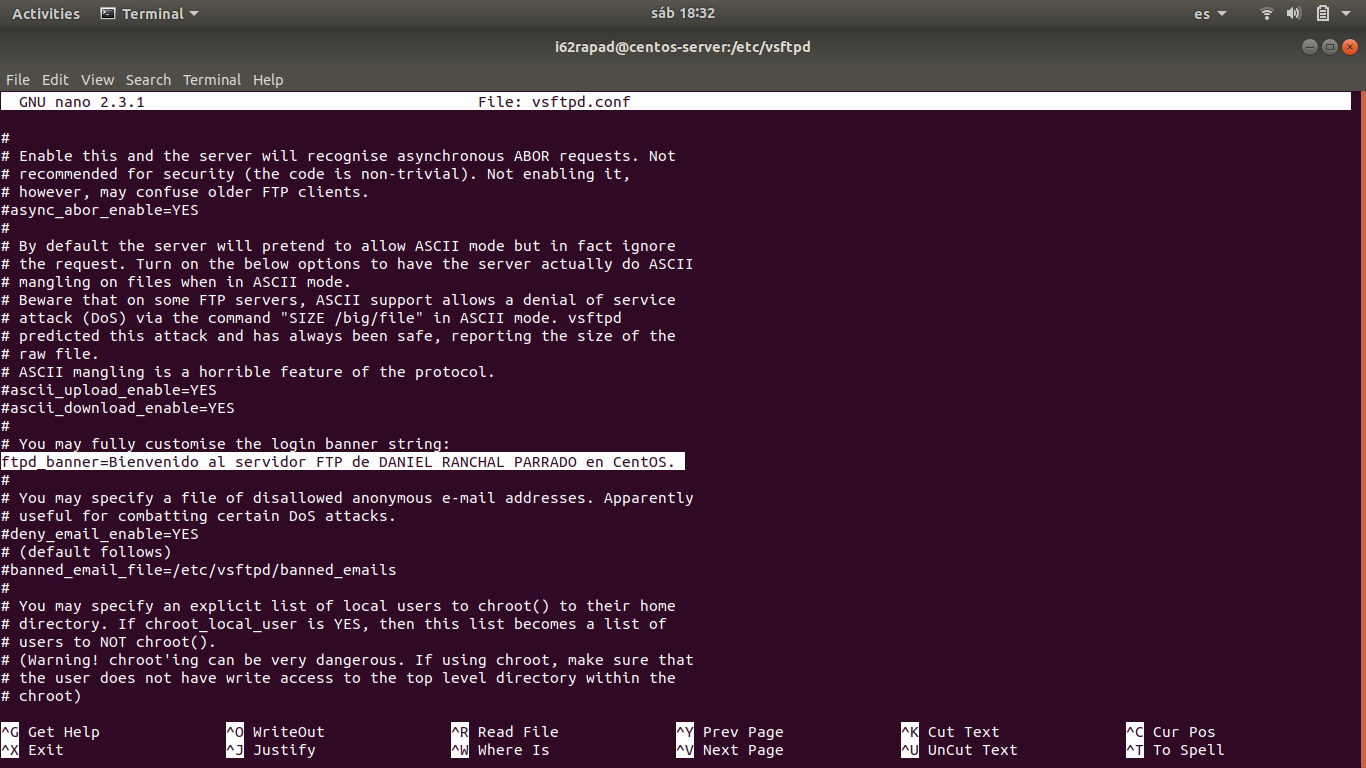 Activities Terminal sáb 18:32 es
i62rapad@centos-server:/etc/vsftpd
File Edit View Search Terminal Help
GNU nano 2.3.1 File: vsftpd.conf
#
# Enable this and the server will recognise asynchronous ABOR requests. Not
# recommended for security (the code is non-trivial). Not enabling it,
# however, may confuse older FTP clients.
#async_abor_enable=YES
#
# By default the server will pretend to allow ASCII mode but in fact ignore
# the request. Turn on the below options to have the server actually do ASCII
# mangling on files when in ASCII mode.
# Beware that on some FTP servers, ASCII support allows a denial of service
# attack (DoS) via the command "SIZE /big/file" in ASCII mode. vsftpd
# predicted this attack and has always been safe, reporting the size of the
# raw file.
# ASCII mangling is a horrible feature of the protocol.
#ascii_upload_enable=YES
#ascii_download_enable=YES
#
# You may fully customise the login banner string:
ftpd_banner=Bienvenido al servidor FTP de DANIEL RANCHAL PARRADO en CentOS.
#
# You may specify a file of disallowed anonymous e-mail addresses. Apparently
# useful for combatting certain DoS attacks.
#deny_email_enable=YES
# (default follows)
#banned_email_file=/etc/vsftpd/banned_emails
#
# You may specify an explicit list of local users to chroot() to their home
# directory. If chroot_local_user is YES, then this list becomes a list of
# users to NOT chroot().
# (Warning! chroot'ing can be very dangerous. If using chroot, make sure that
# the user does not have write access to the top level directory within the
# chroot)
^G Get Help ^O WriteOut ^R Read File ^Y Prev Page ^K Cut Text ^C Cur Pos
^X Exit ^J Justify ^W Where Is ^V Next Page ^U UnCut Text ^T To Spell